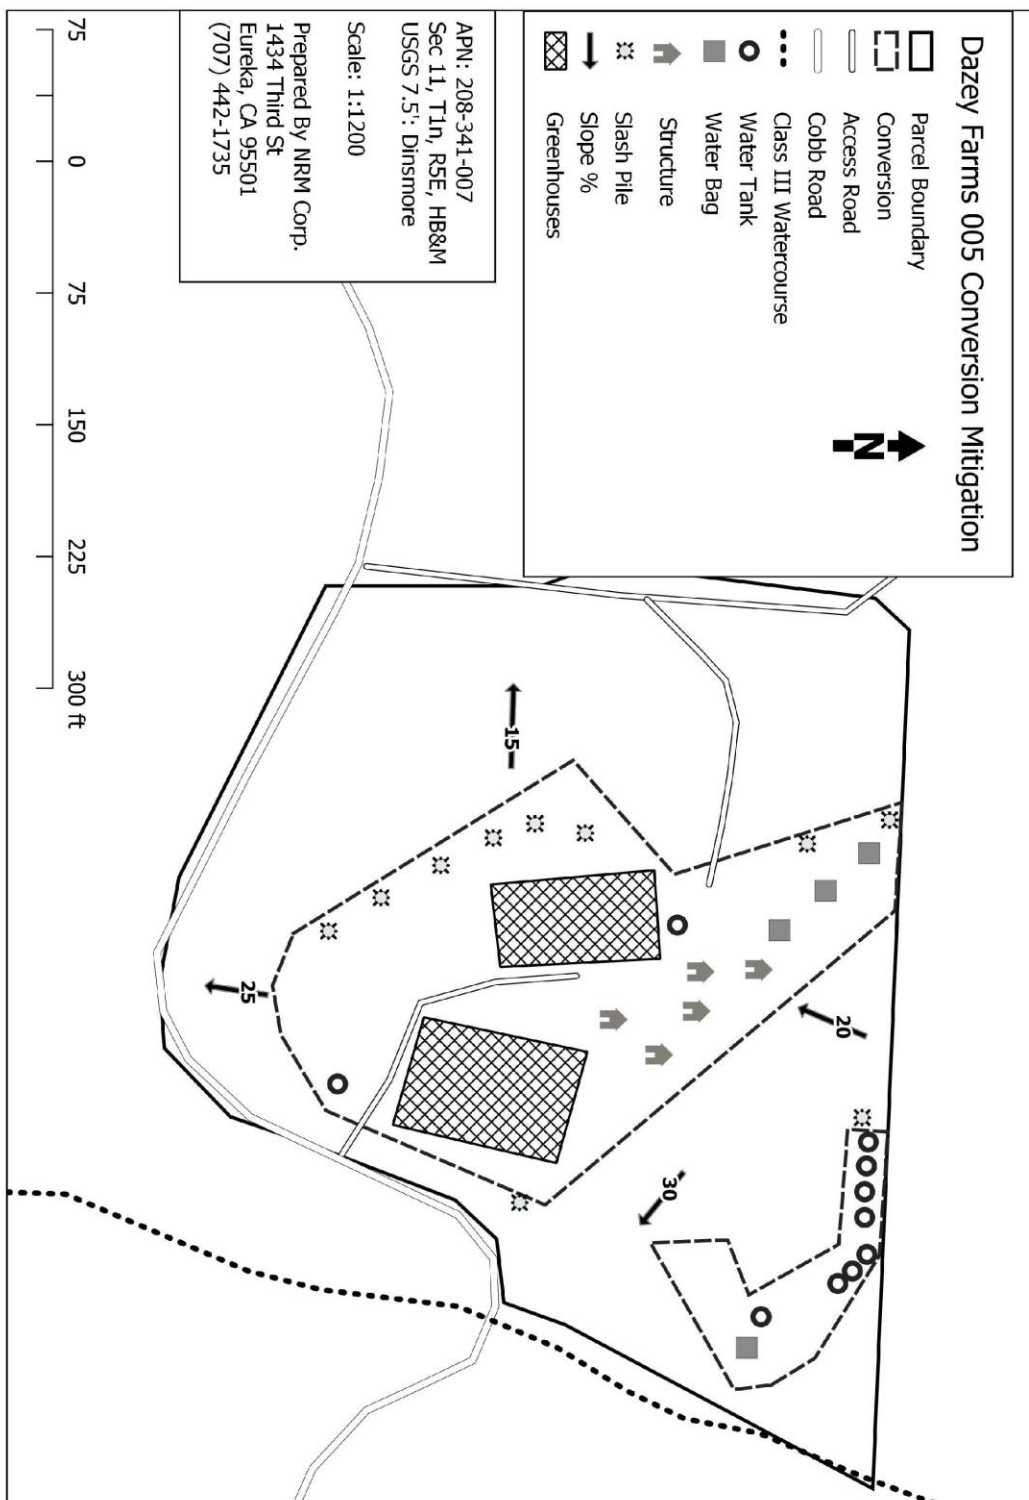 Dazey Farms 005 Conversion Mitigation
Parcel Boundary
Conversion
Access Road
Cobb Road
Class III Watercourse
Water Tank
Water Bag
Structure
Slash Pile
Slope %
Greenhouses
N
APN: 208-341-007
Sec 11, T1n, R5E, HB&M
USGS 7.5': Dinsmore
Scale: 1:1200
Prepared By NRM Corp.
1434 Third St
Eureka, CA 95501
(707) 442-1735
20
30
15
25
75 0 75 150 225 300 ft